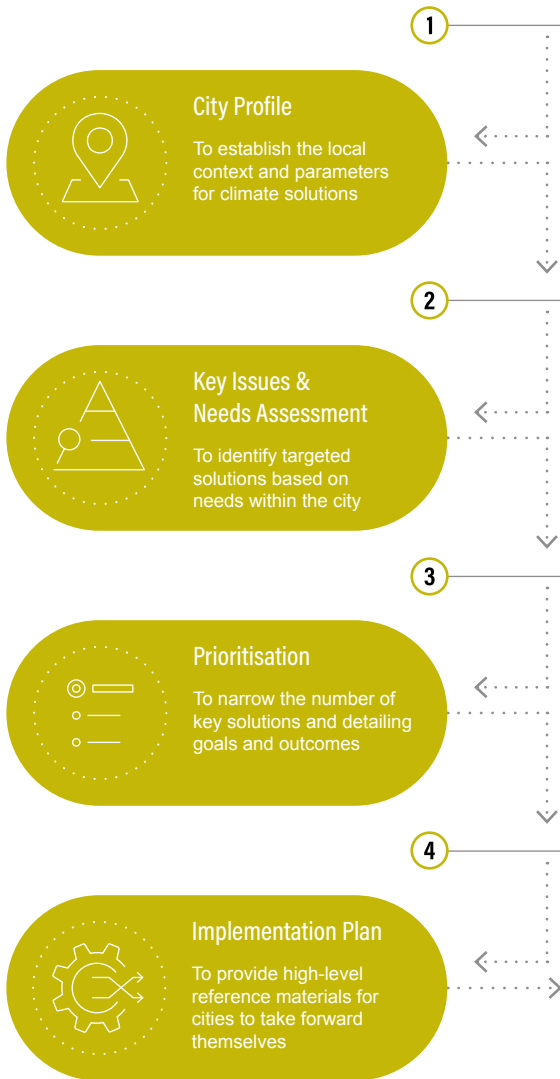 1
City Profile
To establish the local
context and parameters
for climate solutions
2
Key Issues &
Needs Assessment
To identify targeted
solutions based on
needs within the city
3
Prioritisation
To narrow the number of
key solutions and detailing
goals and outcomes
4
Implementation Plan
To provide high-level
reference materials for
cities to take forward
themselves